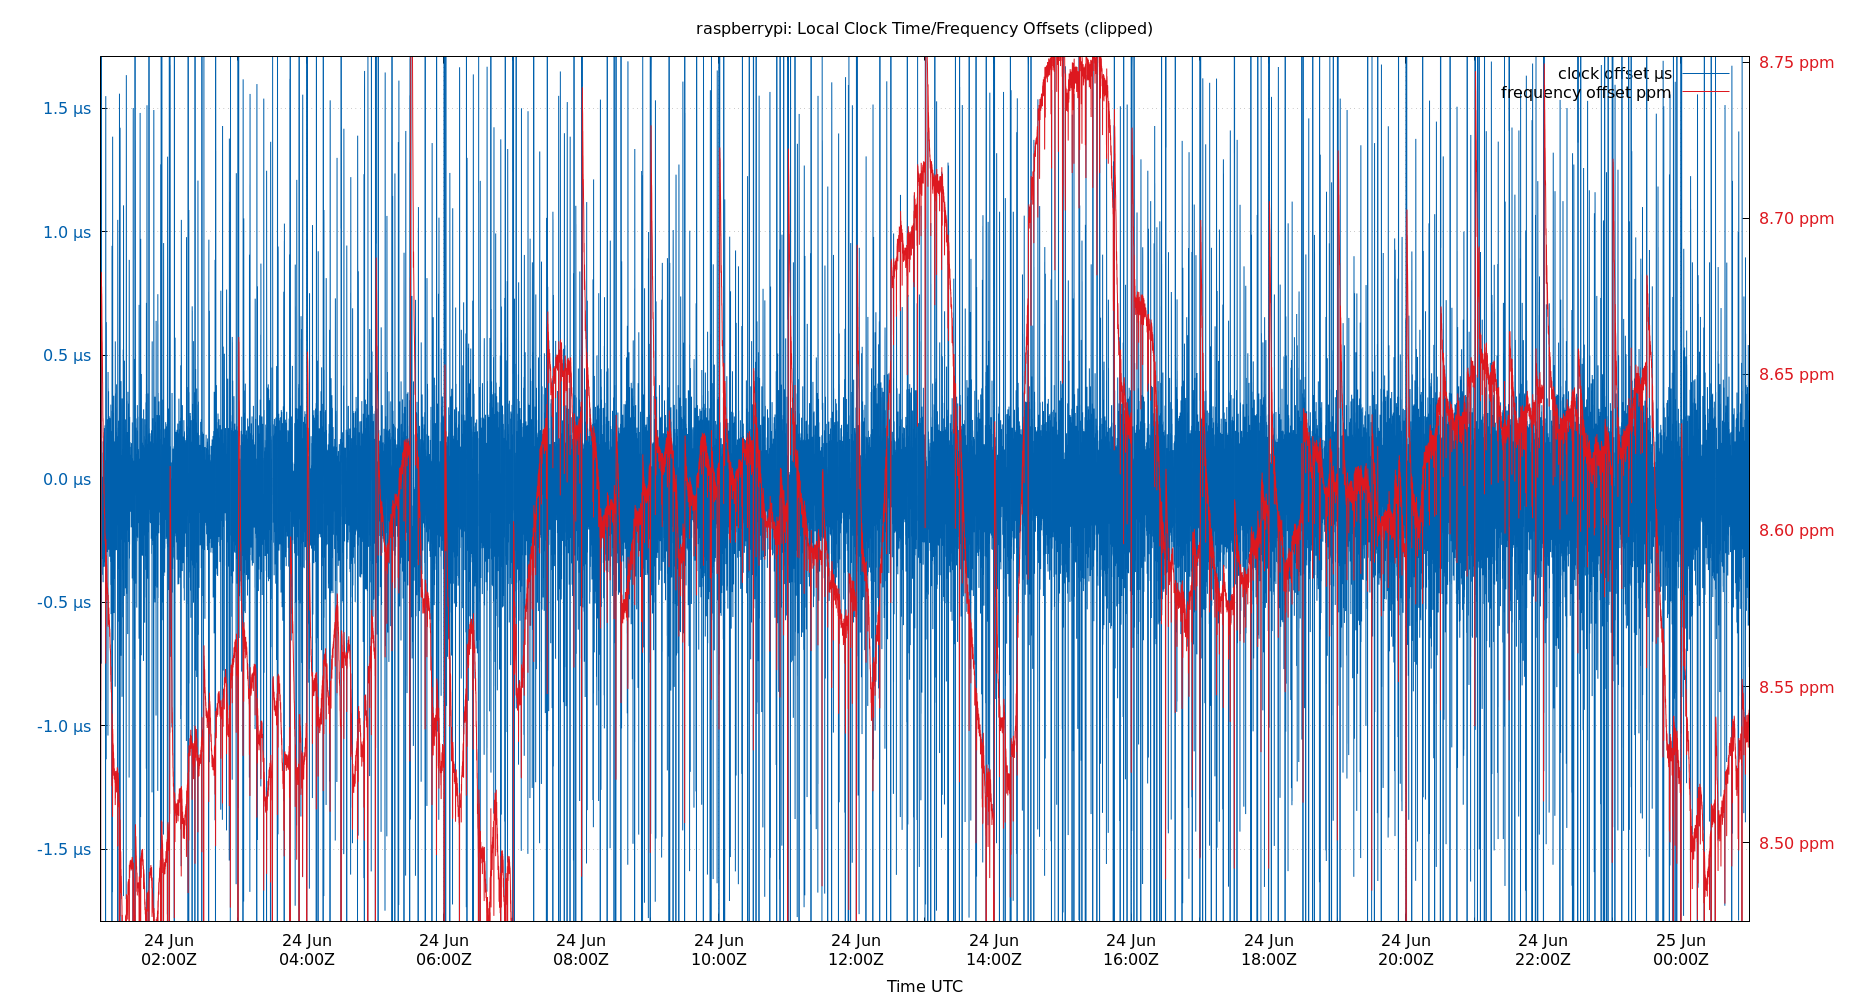 raspberrypi: Local Clock Time/Frequency Offsets (clipped)
clock offset µs
frequency offset ppm
1.5 µs
1.0 µs
0.5 µs
0.0 µs
-0.5 µs
-1.0 µs
-1.5 µs
8.75 ppm
8.70 ppm
8.65 ppm
8.60 ppm
8.55 ppm
8.50 ppm
24 Jun 24 Jun 24 Jun 24 Jun 24 Jun 24 Jun 24 Jun 24 Jun 24 Jun 24 Jun 24 Jun 25 Jun
02:00Z 04:00Z 06:00Z 08:00Z 10:00Z 12:00Z 14:00Z 16:00Z 18:00Z 20:00Z 22:00Z 00:00Z
Time UTC